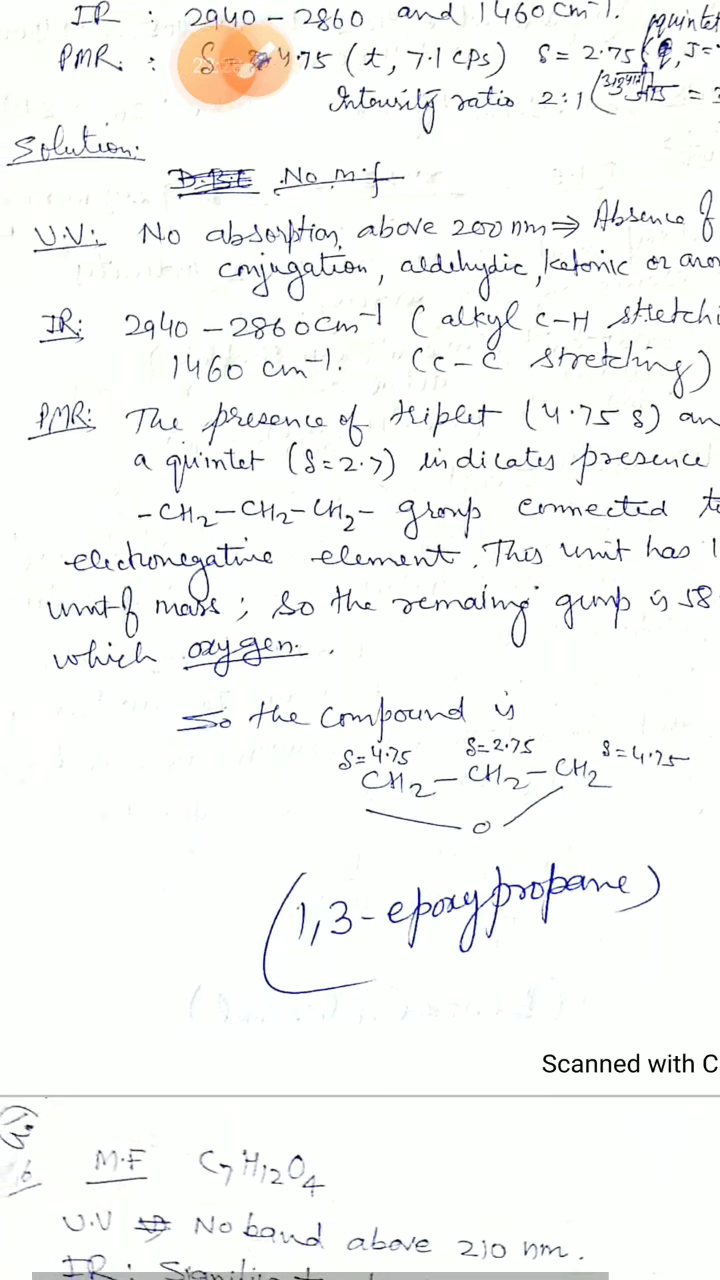 IR : 2940-2860 and 1460 cm-1. quintet
PMR : δ = 4.75 (t, 7.1 cps) δ = 2.75 (q, J=
Intensity ratio 2:1
Solution:
D.B.E No m.f
U.V: No absorption above 200 nm ⇒ Absence of
conjugation, aldehydic, ketonic or aro
IR: 2940-2860 cm-1 (alkyl C-H stretchi
1460 cm-1. (C-C stretching)
PMR: The presence of triplet (4.75 δ) an
a quintet (δ=2.7) indicates presence
-CH2-CH2-CH2- group connected to
electronegative element. This unit has 1
unit of mass; so the remaing group is 58
which oxygen.
So the compound is
δ=4.75 δ=2.75 δ=4.75
CH2-CH2-CH2
O
(1,3-epoxypropane)
Scanned with C
M.F C7H12O4
U.V ⇒ No band above 210 nm.